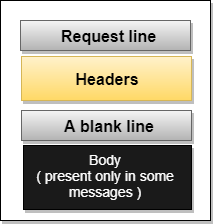 Request line
Headers
A blank line
Body
( present only in some
messages )